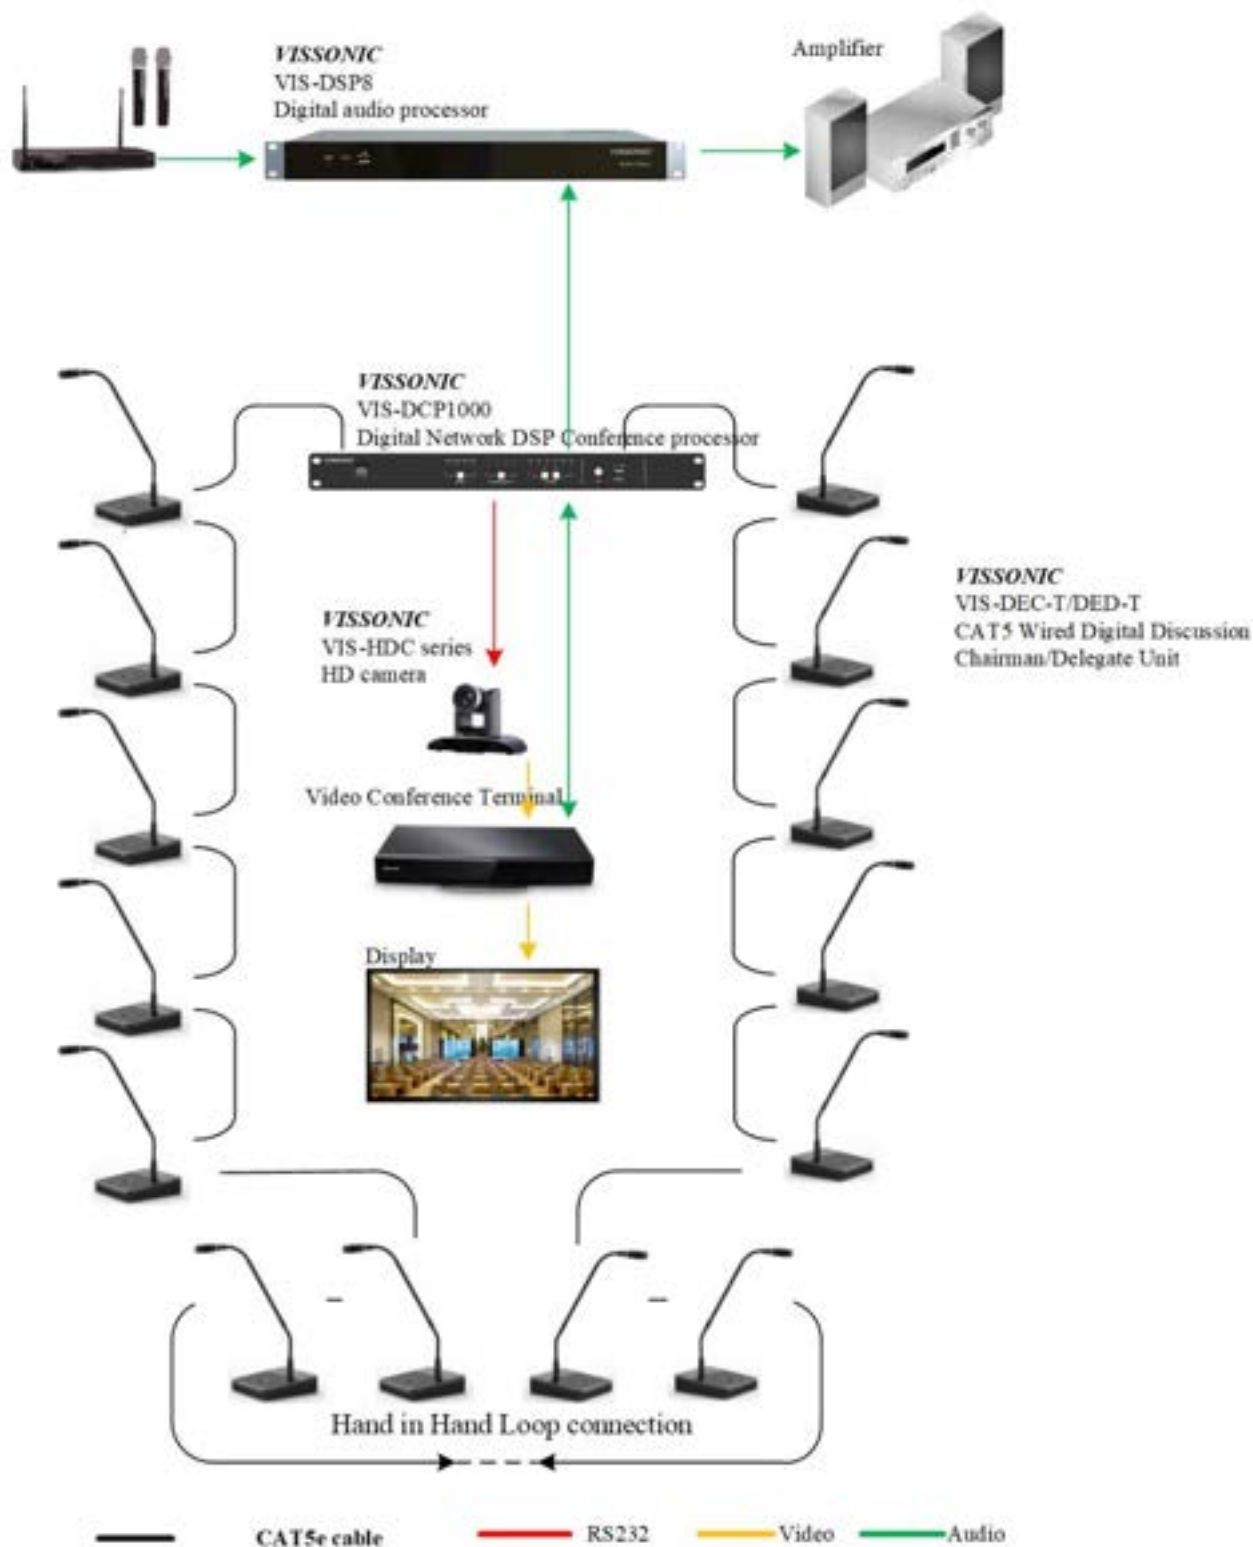 VISSONIC
VIS-DSP8
Digital audio processor
Amplifier
VISSONIC
VIS-DCP1000
Digital Network DSP Conference processor
VISSONIC
VIS-DEC-T/DED-T
CAT5 Wired Digital Discussion
Chairman/Delegate Unit
VISSONIC
VIS-HDC series
HD camera
Video Conference Terminal
Display
Hand in Hand Loop connection
CAT5e cable
RS232
Video
Audio